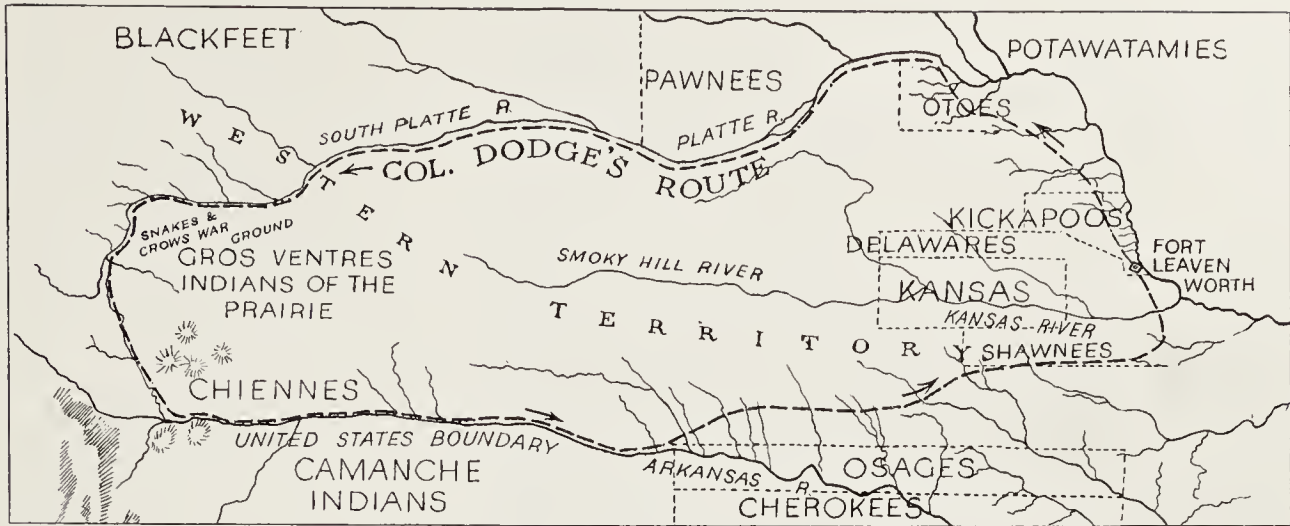 BLACKFEET
POTAWATAMIES
PAWNEES
OTOES
SOUTH PLATTE R.
PLATTE R.
WESTERN TERRITORY
COL. DODGE'S ROUTE
SNAKES &
CROWS WAR GROUND
GROS VENTRES
INDIANS OF THE
PRAIRIE
KICKAPOOS
DELAWARES
FORT
LEAVEN
WORTH
SMOKY HILL RIVER
KANSAS
KANSAS RIVER
SHAWNEES
CHIENNES
UNITED STATES BOUNDARY
CAMANCHE
INDIANS
ARKANSAS R.
OSAGES
CHEROKEES